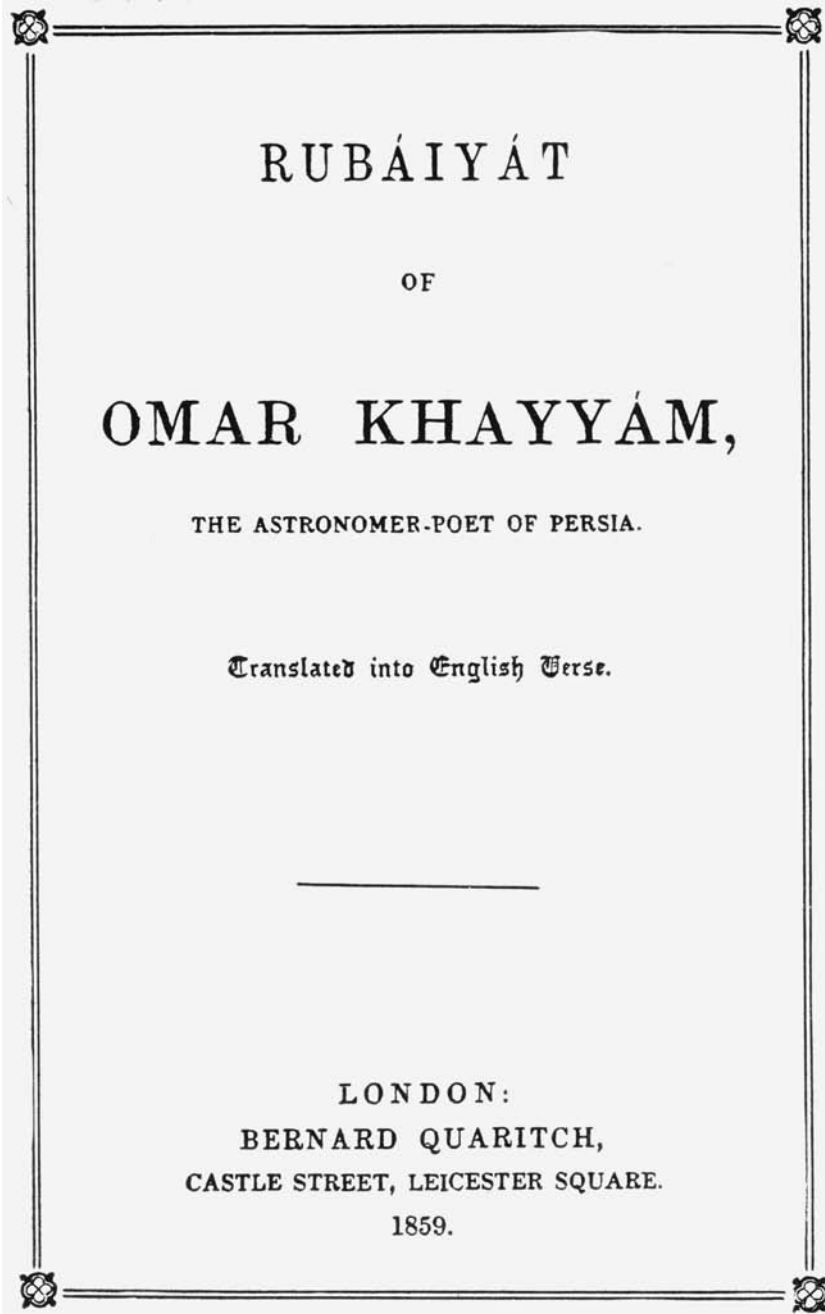 RUBÁIYÁT
OF
OMAR KHAYYÁM,
THE ASTRONOMER-POET OF PERSIA.
Translated into English Verse.
LONDON:
BERNARD QUARITCH,
CASTLE STREET, LEICESTER SQUARE.
1859.